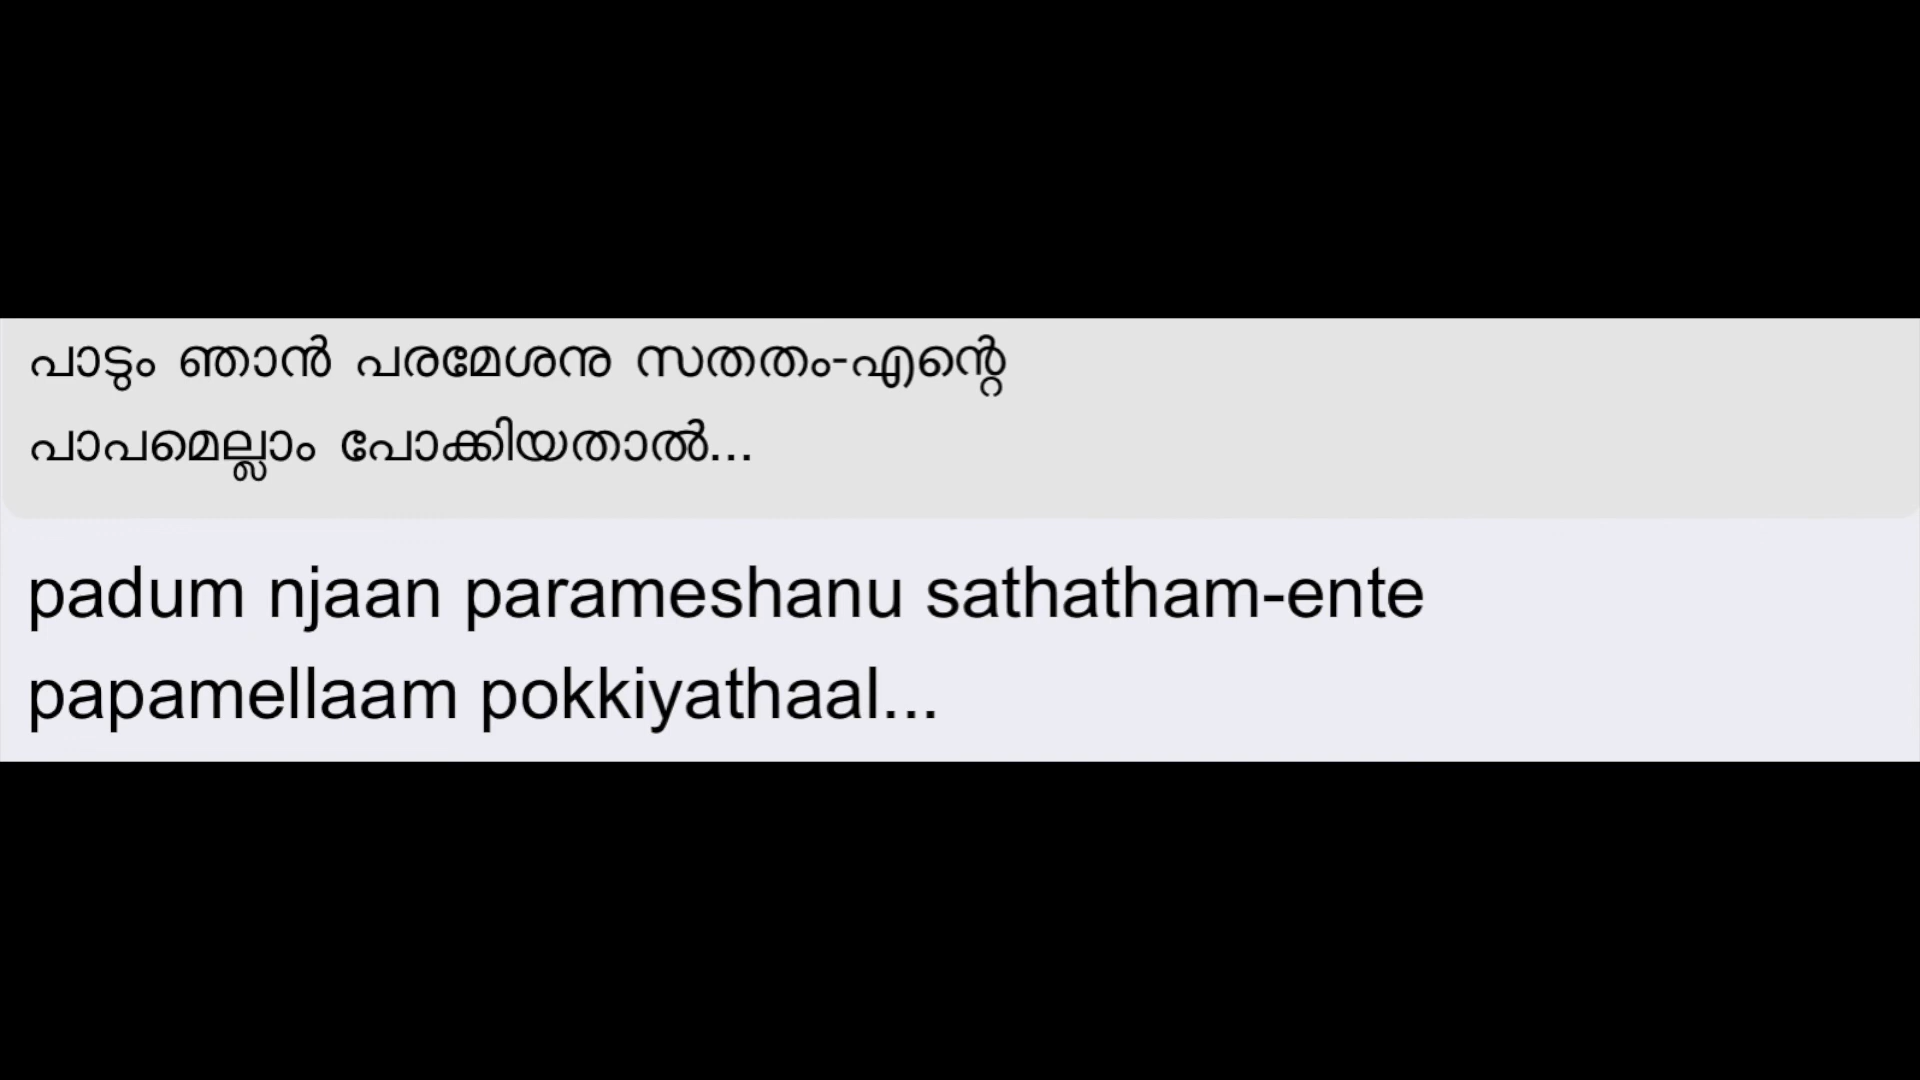 പാടും ഞാൻ പരമേശനു സതതം-എന്റെ
പാപമെല്ലാം പോക്കിയതാൽ...
padum njaan parameshanu sathatham-ente
papamellaam pokkiyathaal...